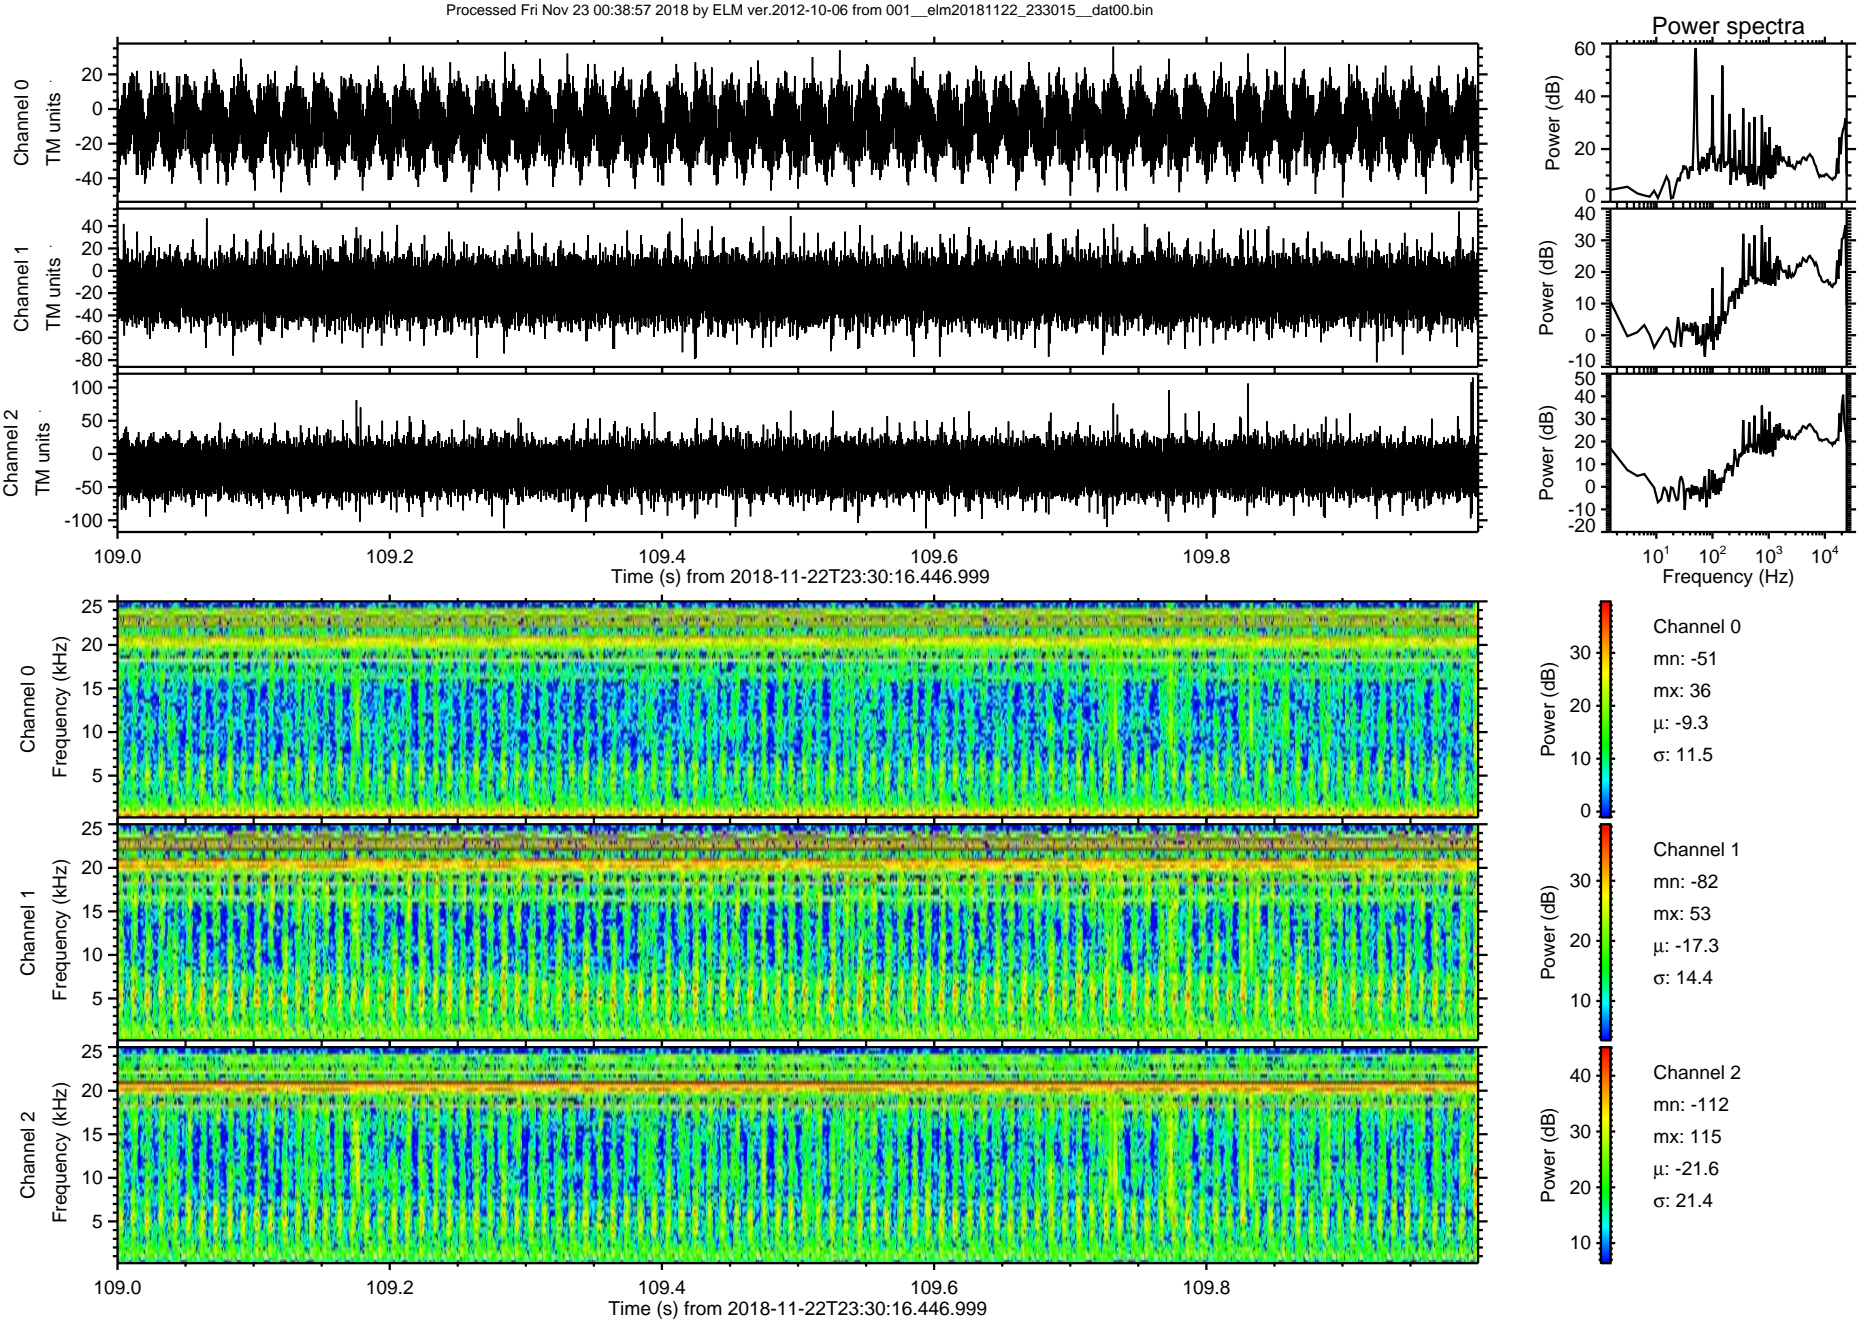 Processed Fri Nov 23 00:38:57 2018 by ELM ver.2012-10-06 from 001__elm20181122_233015__dat00.bin
Power spectra
Channel 0
TM units
20
0
-20
-40
Power (dB)
60
40
20
0
Channel 1
TM units
40
20
0
-20
-40
-60
-80
Power (dB)
40
30
20
10
0
-10
Channel 2
TM units
100
50
0
-50
-100
Power (dB)
50
40
30
20
10
0
-10
-20
109.0 109.2 109.4 109.6 109.8
Time (s) from 2018-11-22T23:30:16.446.999
10^1 10^2 10^3 10^4
Frequency (Hz)
Channel 0
Frequency (kHz)
25
20
15
10
5
Power (dB)
30
20
10
0
Channel 0
mn: -51
mx: 36
μ: -9.3
σ: 11.5
Channel 1
Frequency (kHz)
25
20
15
10
5
Power (dB)
30
20
10
Channel 1
mn: -82
mx: 53
μ: -17.3
σ: 14.4
Channel 2
Frequency (kHz)
25
20
15
10
5
Power (dB)
40
30
20
10
Channel 2
mn: -112
mx: 115
μ: -21.6
σ: 21.4
109.0 109.2 109.4 109.6 109.8
Time (s) from 2018-11-22T23:30:16.446.999